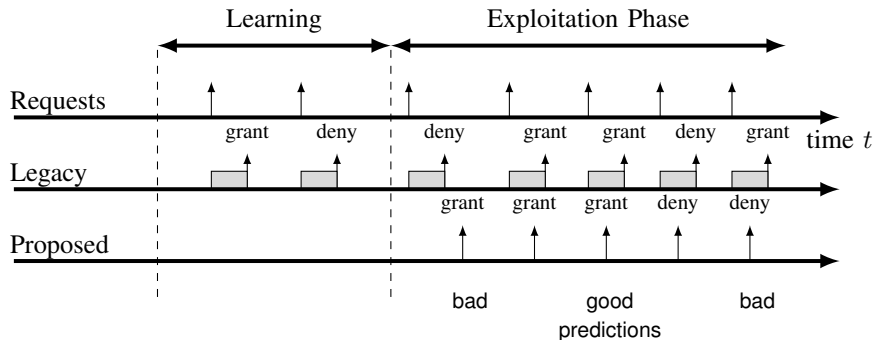 Learning Exploitation Phase
Requests
grant deny deny grant grant deny grant
time t
Legacy
grant grant grant deny deny
Proposed
bad good bad
predictions